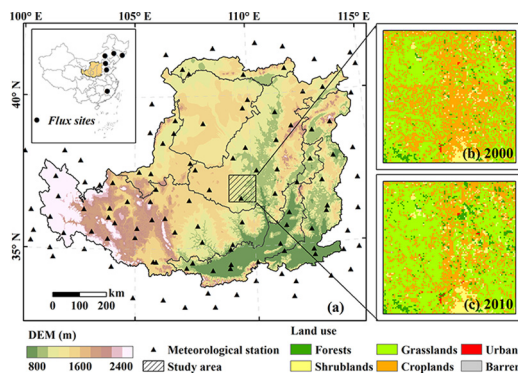 100°E 105°E 110°E 115°E
Flux sites
40°N
35°N
0 100 200
km
(a)
(b) 2000
(c) 2010
DEM (m)
800 1600 2400
Meteorological station
Study area
Land use
Forests
Grasslands
Urban
Shrublands
Croplands
Barren